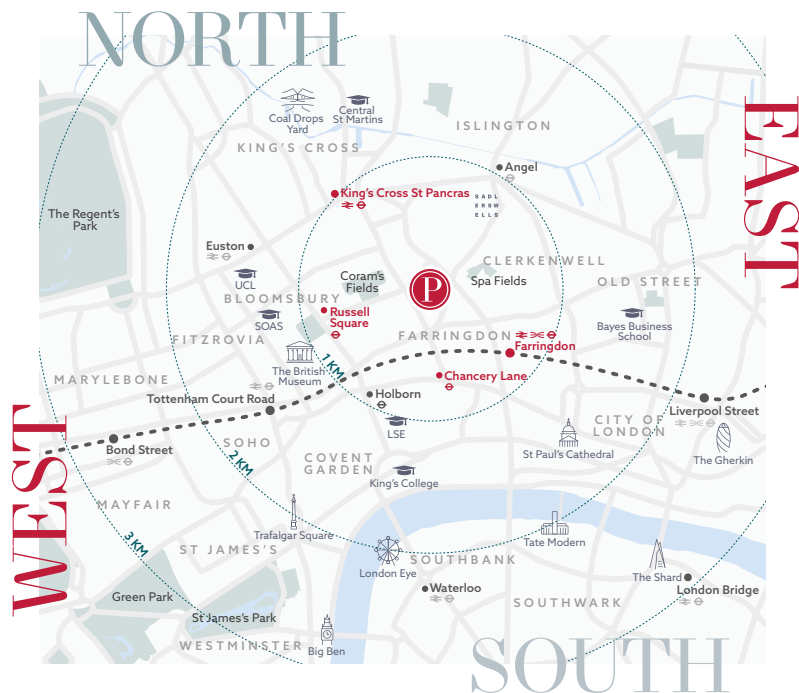 NORTH
EAST
SOUTH
WEST
Coal Drops
Yard
Central
St Martins
ISLINGTON
KING'S CROSS
Angel
King's Cross St Pancras
SADL
ERSW
ELLS
The Regent's
Park
Euston
UCL
Coram's
Fields
P
Spa Fields
CLERKENWELL
OLD STREET
BLOOMSBURY
Russell
Square
SOAS
Bayes Business
School
FITZROVIA
FARRINGDON
Farringdon
The British
Museum
1 KM
Chancery Lane
MARYLEBONE
Tottenham Court Road
Holborn
Liverpool Street
LSE
CITY OF
LONDON
Bond Street
SOHO
St Paul's Cathedral
The Gherkin
2 KM
COVENT
GARDEN
King's College
MAYFAIR
Trafalgar Square
3 KM
ST JAMES'S
Tate Modern
London Eye
SOUTHBANK
The Shard
London Bridge
Green Park
Waterloo
SOUTHWARK
St James's Park
WESTMINSTER
Big Ben